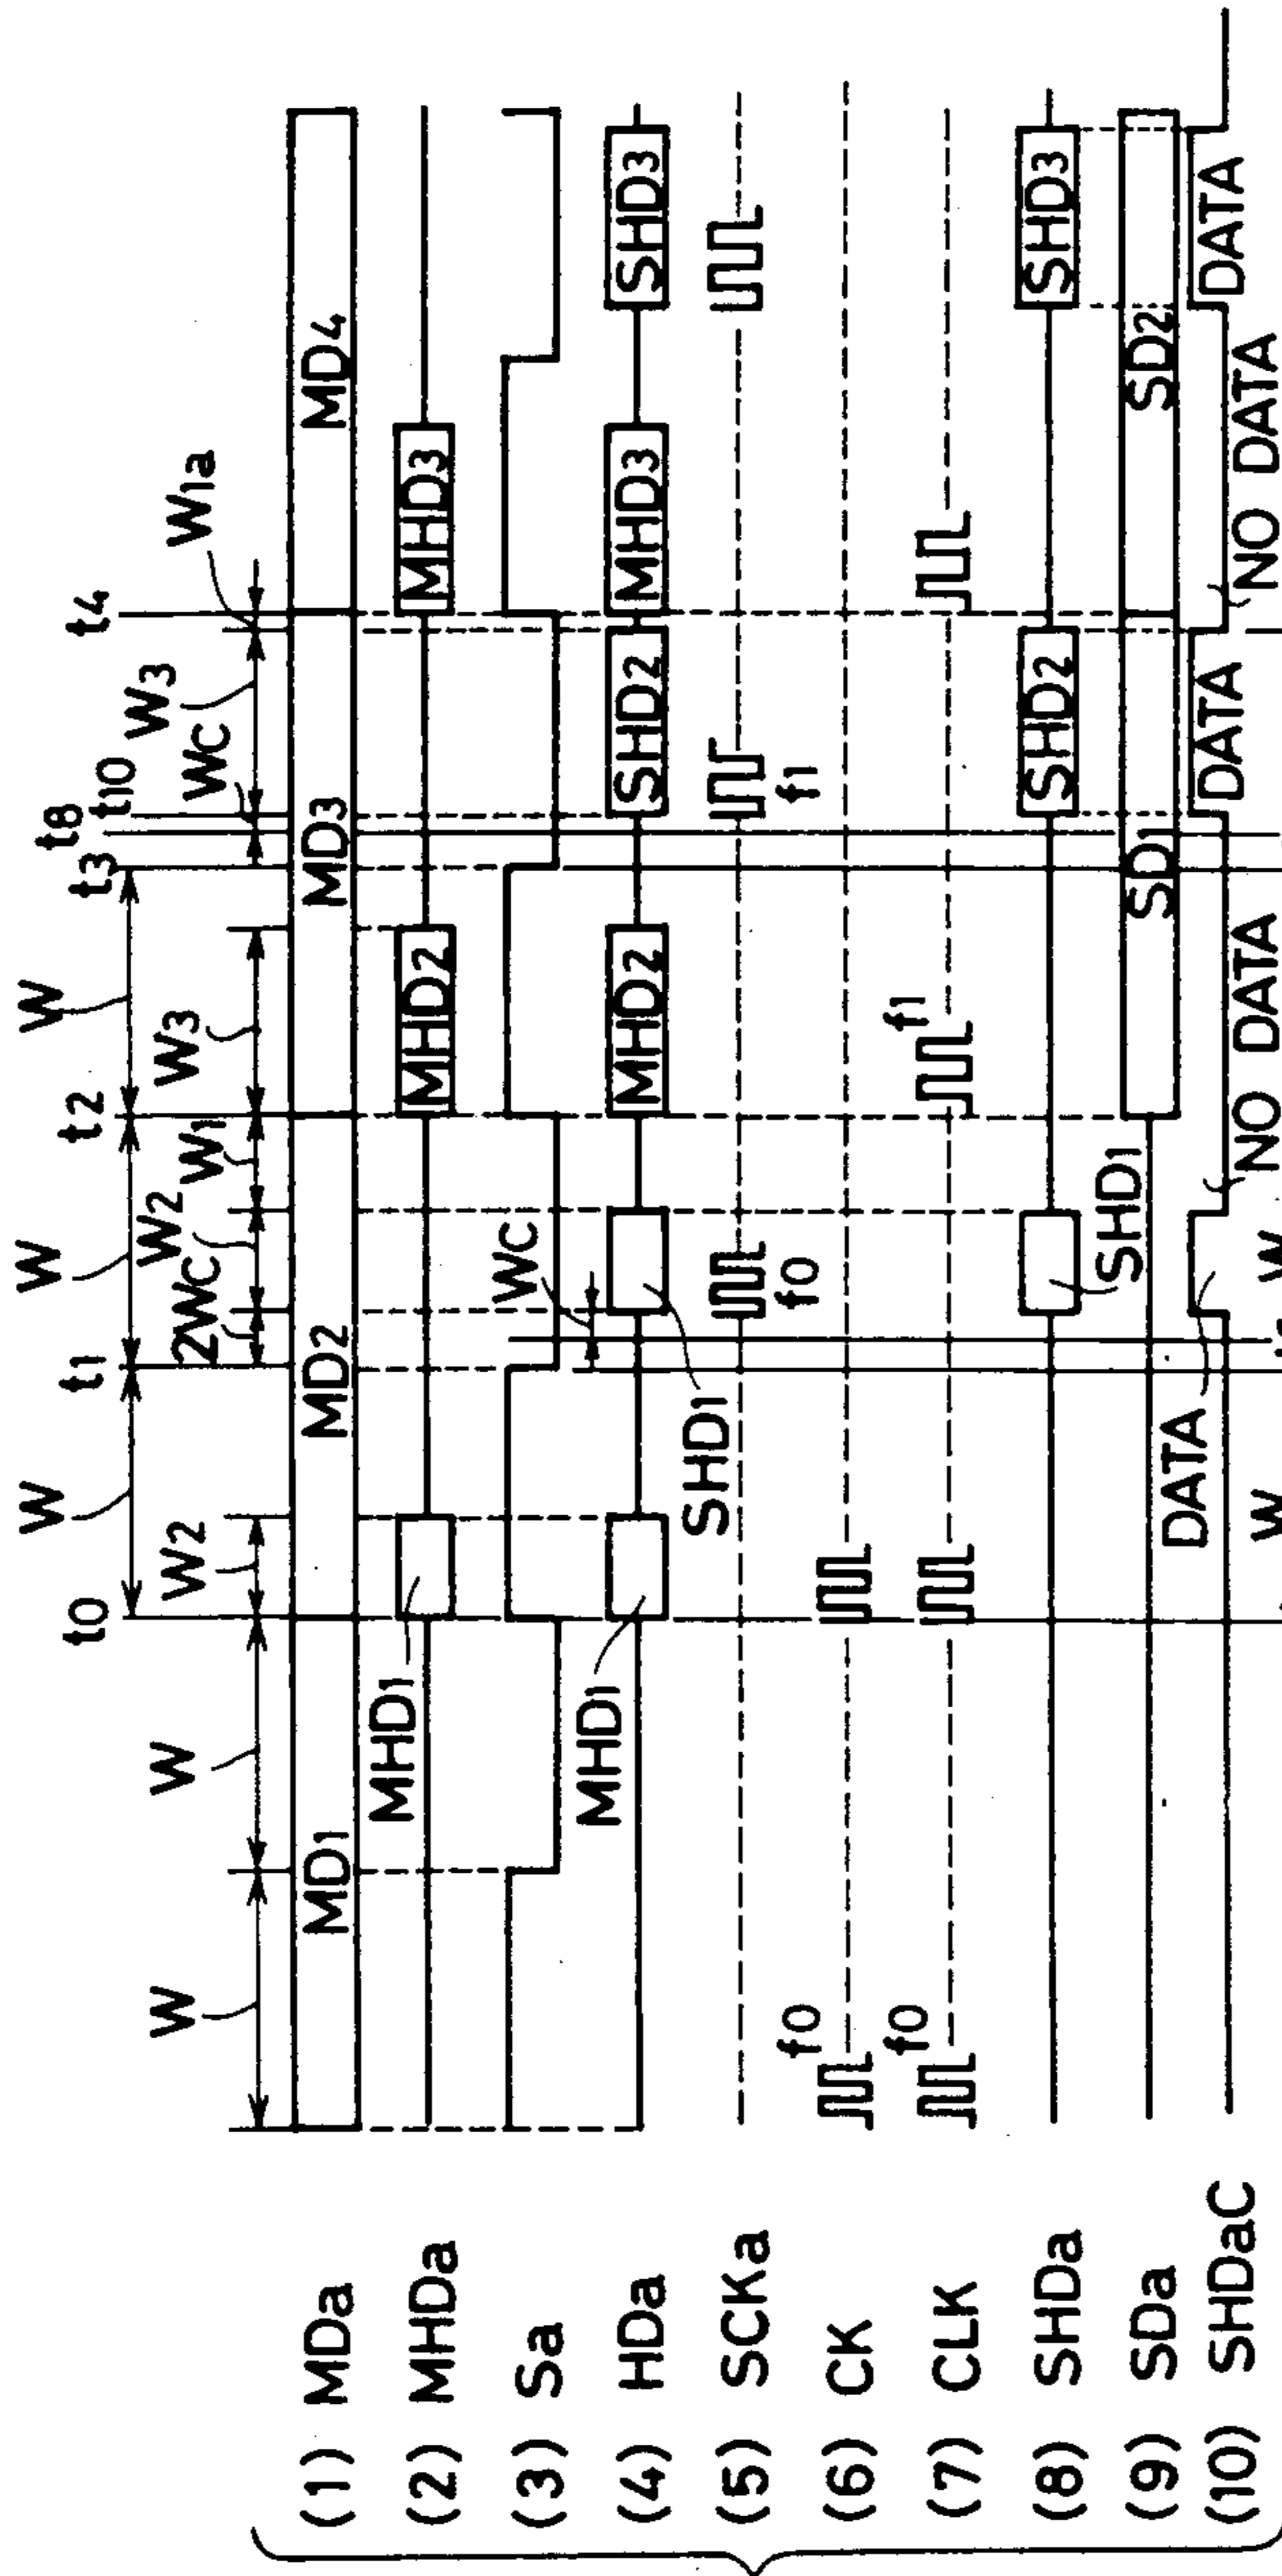 W W t0 W t1 W t2 W t3 t8 t10 t4
W2 2Wc W2 W1 W3 Wc W3 W1a
(1) MDa MD1 MD2 MD3 MD4
(2) MHDa MHD1 MHD2 MHD3
(3) Sa Wc
(4) HDa MHD1 SHD1 MHD2 SHD2 MHD3 SHD3
(5) SCKa f0 f1
(6) CK f0
(7) CLK f0 f1
(8) SHDa SHD1 SHD2 SHD3
(9) SDa SD1 SD2
(10) SHDaC DATA NO DATA DATA NO DATA DATA
W W